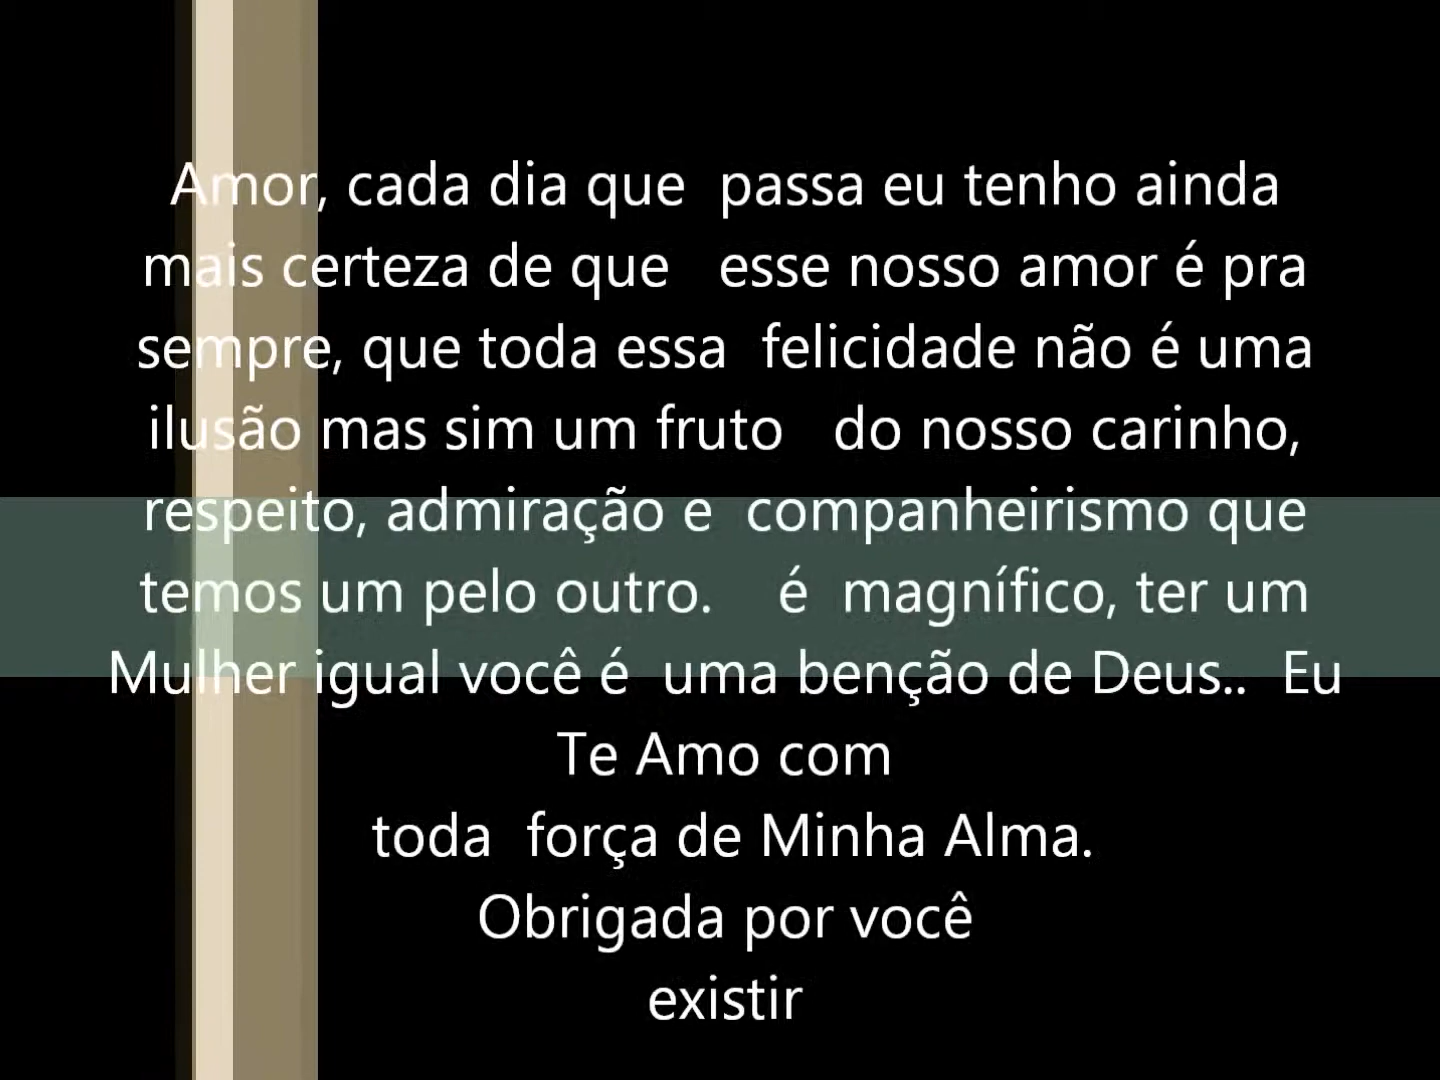 Amor, cada dia que  passa eu tenho ainda
mais certeza de que   esse nosso amor é pra
sempre, que toda essa  felicidade não é uma
ilusão mas sim um fruto   do nosso carinho,
respeito, admiração e  companheirismo que
temos um pelo outro.    é  magnífico, ter um
Mulher igual você é  uma benção de Deus..  Eu
Te Amo com
toda  força de Minha Alma.
Obrigada por você
existir